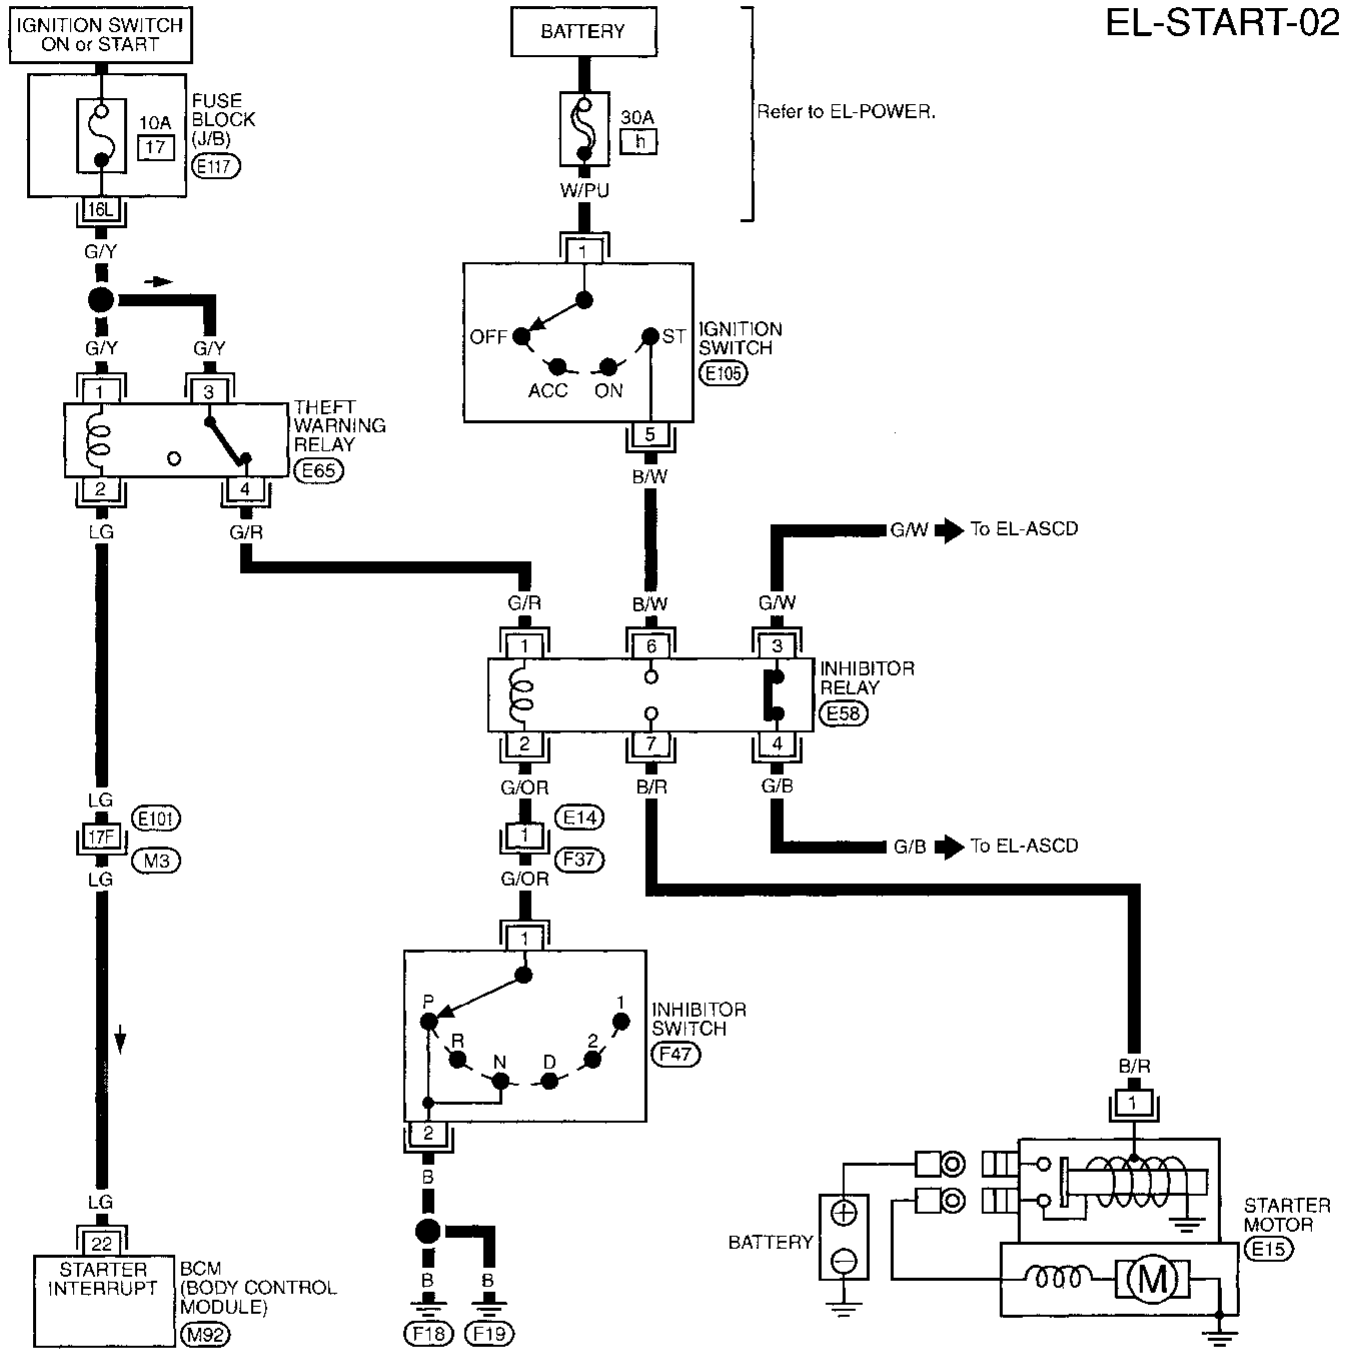 EL-START-02
IGNITION SWITCH
ON or START
BATTERY
FUSE
BLOCK
(J/B)
E117
10A
17
30A
h
Refer to EL-POWER.
16L
W/PU
G/Y
1
OFF
ST
ACC
ON
IGNITION
SWITCH
E105
G/Y
G/Y
1
3
THEFT
WARNING
RELAY
E65
5
B/W
2
4
LG
G/R
G/W
To EL-ASCD
G/R
B/W
G/W
1
6
3
INHIBITOR
RELAY
E58
2
7
4
G/OR
B/R
G/B
LG
E101
17F
M3
LG
E14
1
F37
G/OR
G/B
To EL-ASCD
1
P
R
N
D
2
1
INHIBITOR
SWITCH
F47
2
B
B/R
1
LG
22
STARTER
INTERRUPT
BCM
(BODY CONTROL
MODULE)
M92
B
B
F18
F19
BATTERY
STARTER
MOTOR
E15
M